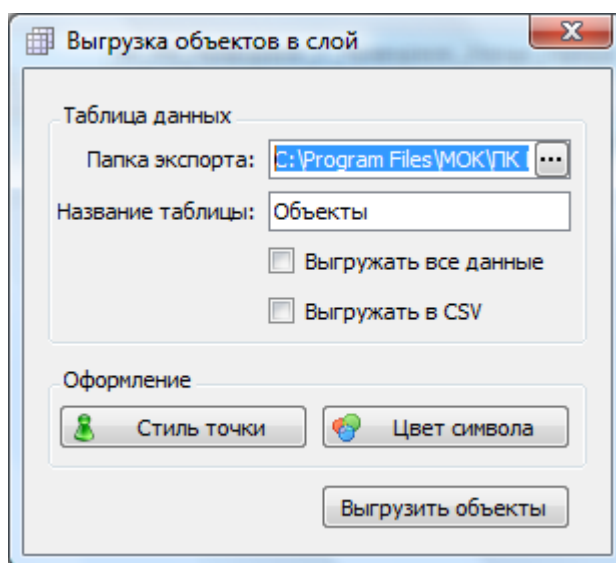 Выгрузка объектов в слой
Таблица данных
Папка экспорта: C:\Program Files\МОК\ПК ...
Название таблицы: Объекты
Выгружать все данные
Выгружать в CSV
Оформление
Стиль точки Цвет символа
Выгрузить объекты